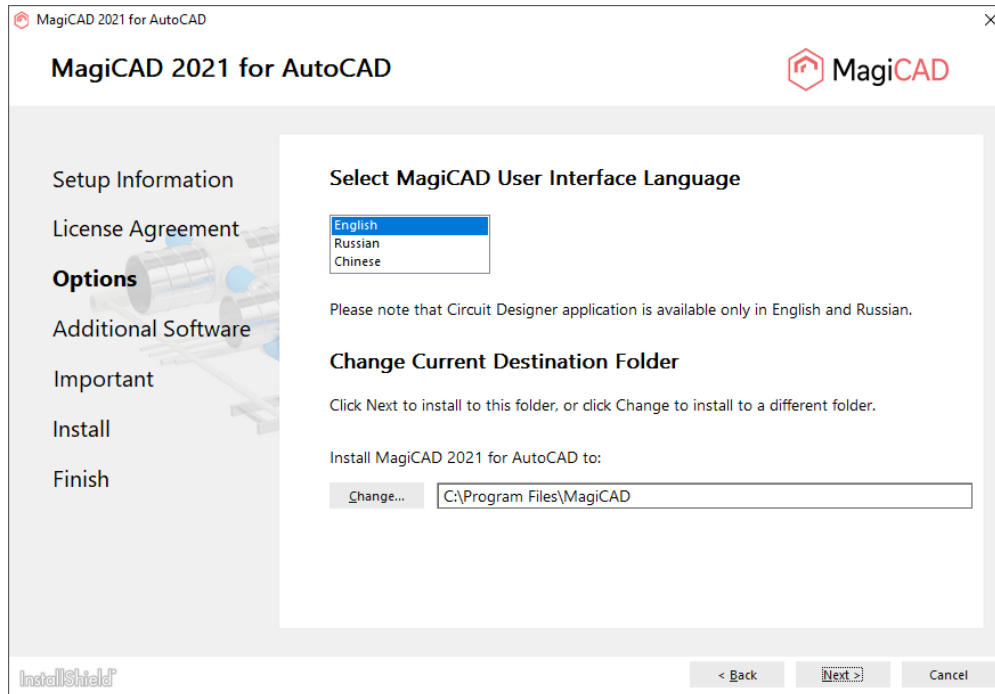 MagiCAD 2021 for AutoCAD
MagiCAD 2021 for AutoCAD
MagiCAD
Setup Information
License Agreement
Options
Additional Software
Important
Install
Finish
Select MagiCAD User Interface Language
English
Russian
Chinese
Please note that Circuit Designer application is available only in English and Russian.
Change Current Destination Folder
Click Next to install to this folder, or click Change to install to a different folder.
Install MagiCAD 2021 for AutoCAD to:
Change... C:\Program Files\MagiCAD
InstallShield
< Back Next > Cancel